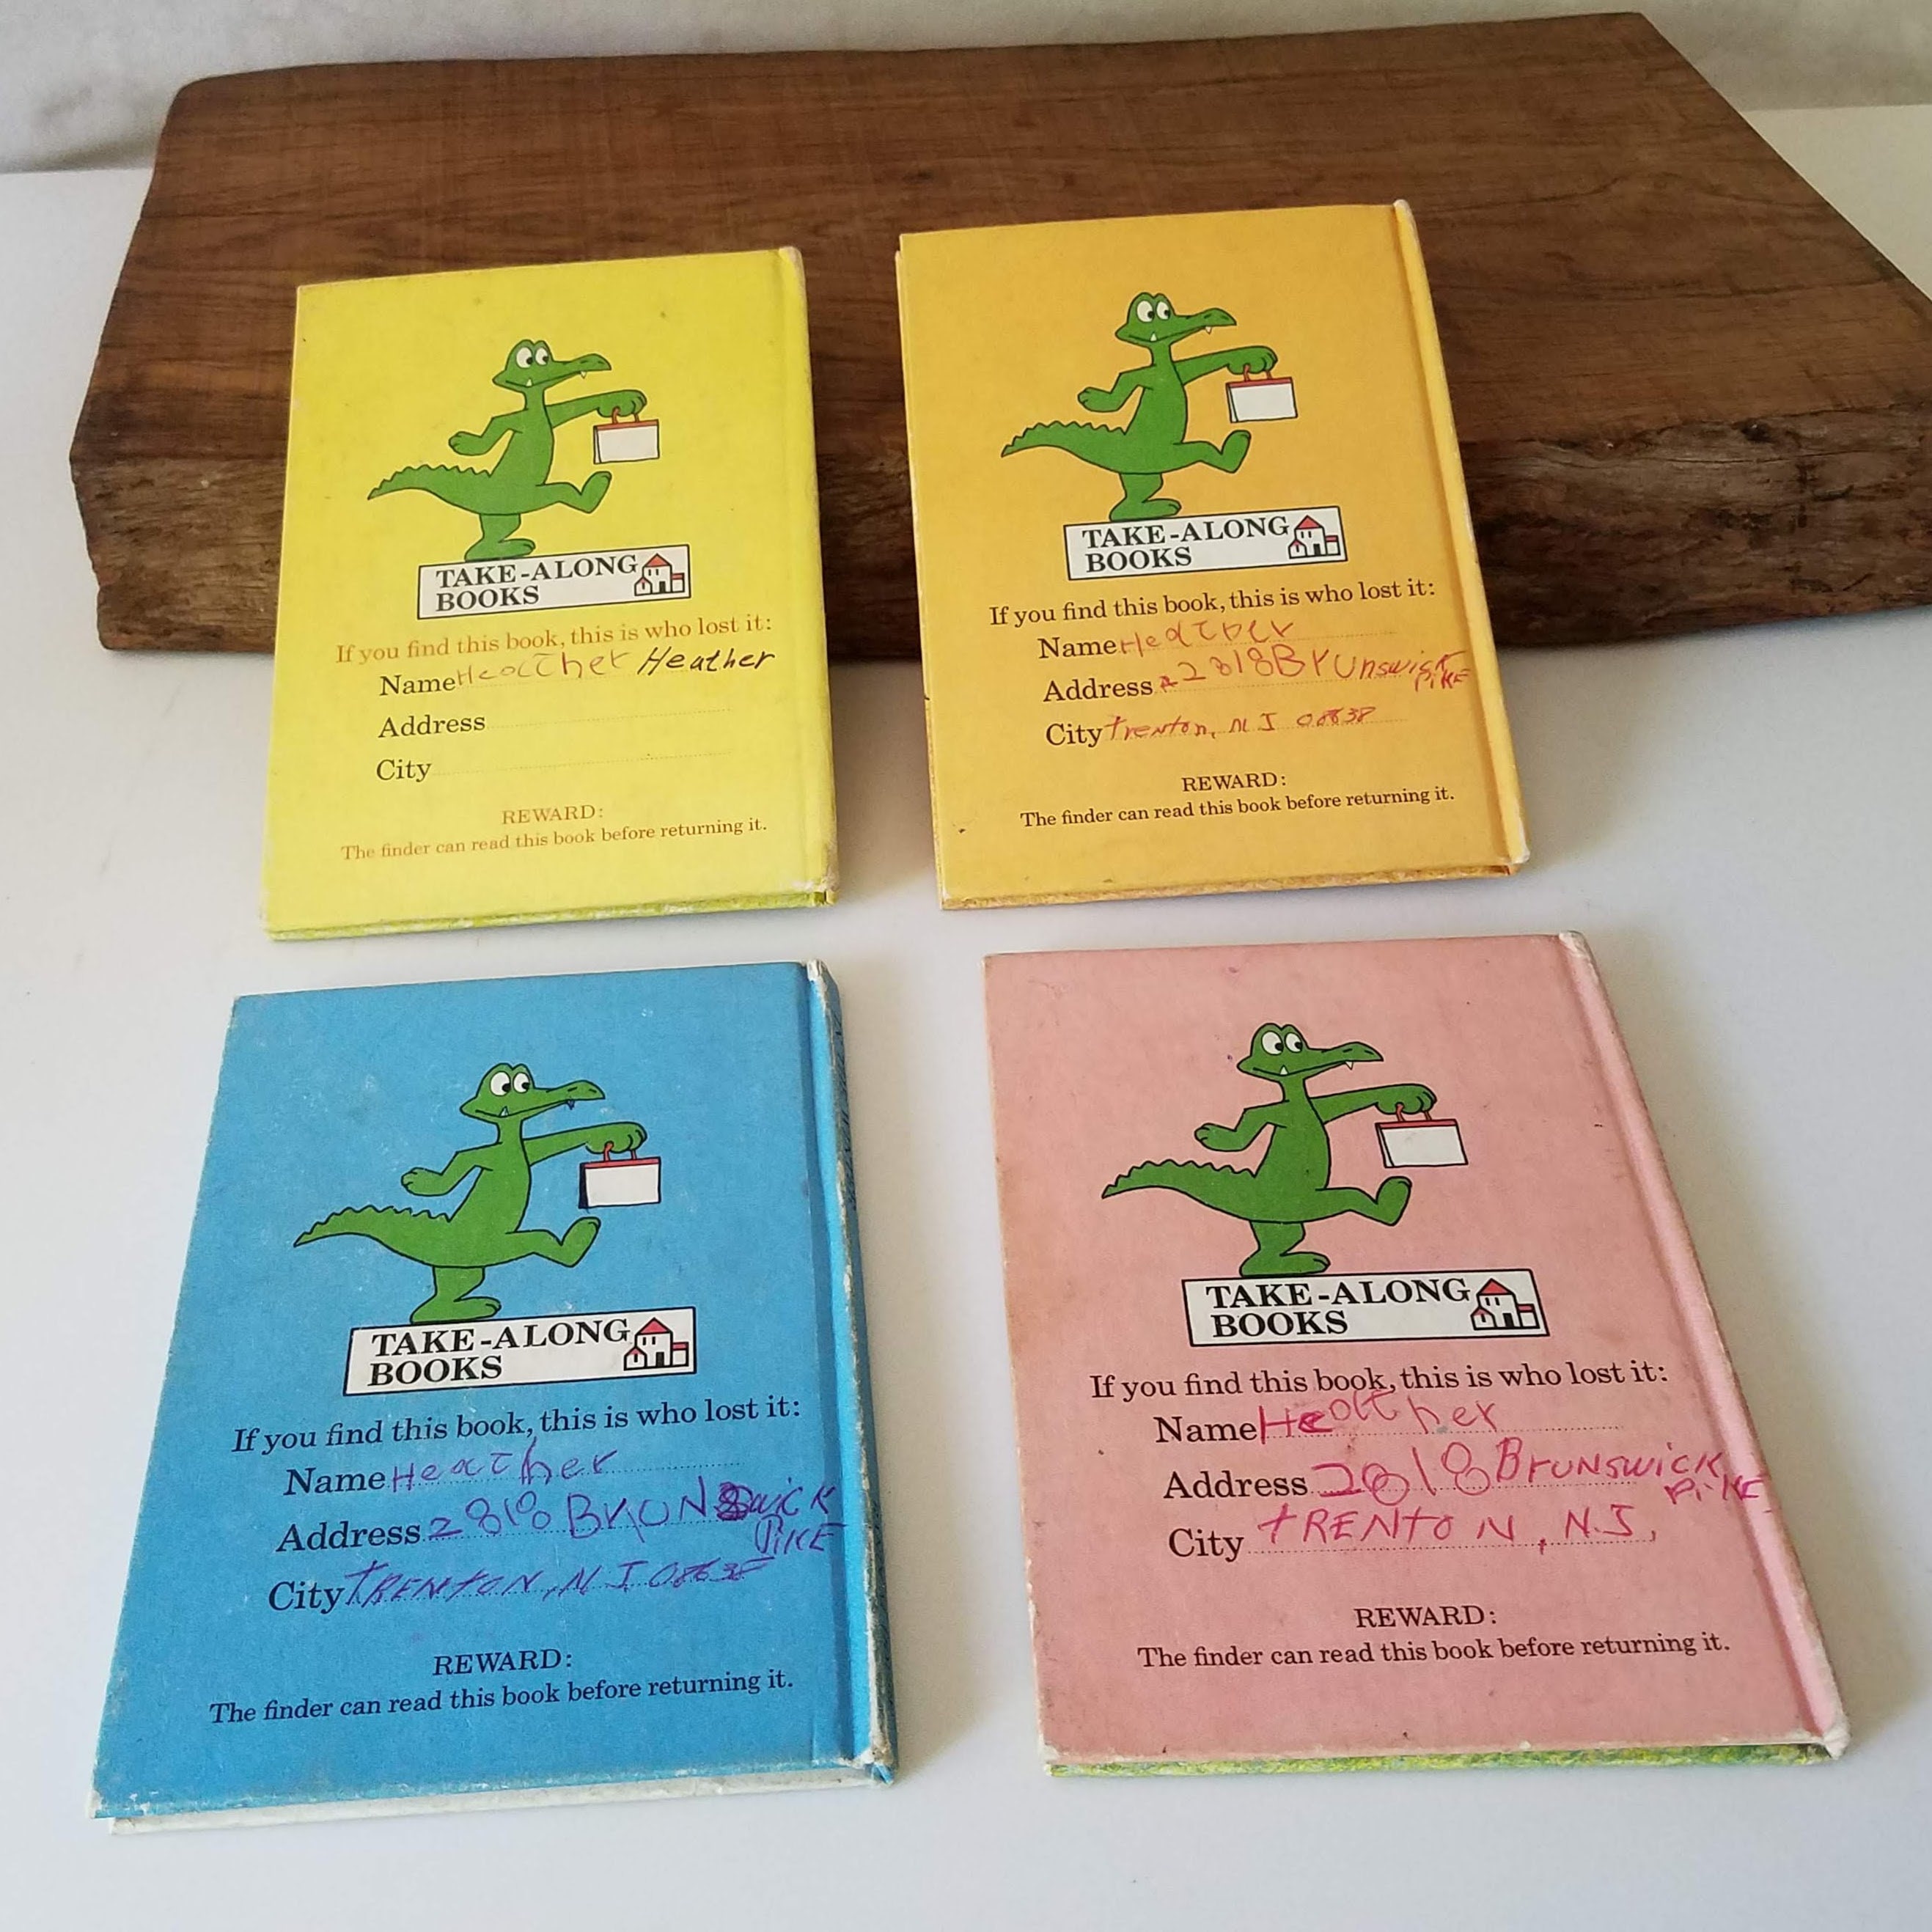 TAKE-ALONG
BOOKS
If you find this book, this is who lost it:
Name Heather Heather
Address
City
REWARD:
The finder can read this book before returning it.
TAKE-ALONG
BOOKS
If you find this book, this is who lost it:
Name Heather
Address 2818 Brunswick
PIKE
City Trenton, N J 08638
REWARD:
The finder can read this book before returning it.
TAKE-ALONG
BOOKS
If you find this book, this is who lost it:
Name Heather
Address 2818 BRUNSwicK
PIKE
City TRENTON, N J 08638
REWARD:
The finder can read this book before returning it.
TAKE-ALONG
BOOKS
If you find this book, this is who lost it:
Name Heather
Address 2818 BrUNSWiCK
PiKE
City tRENtON, N.J,
REWARD:
The finder can read this book before returning it.